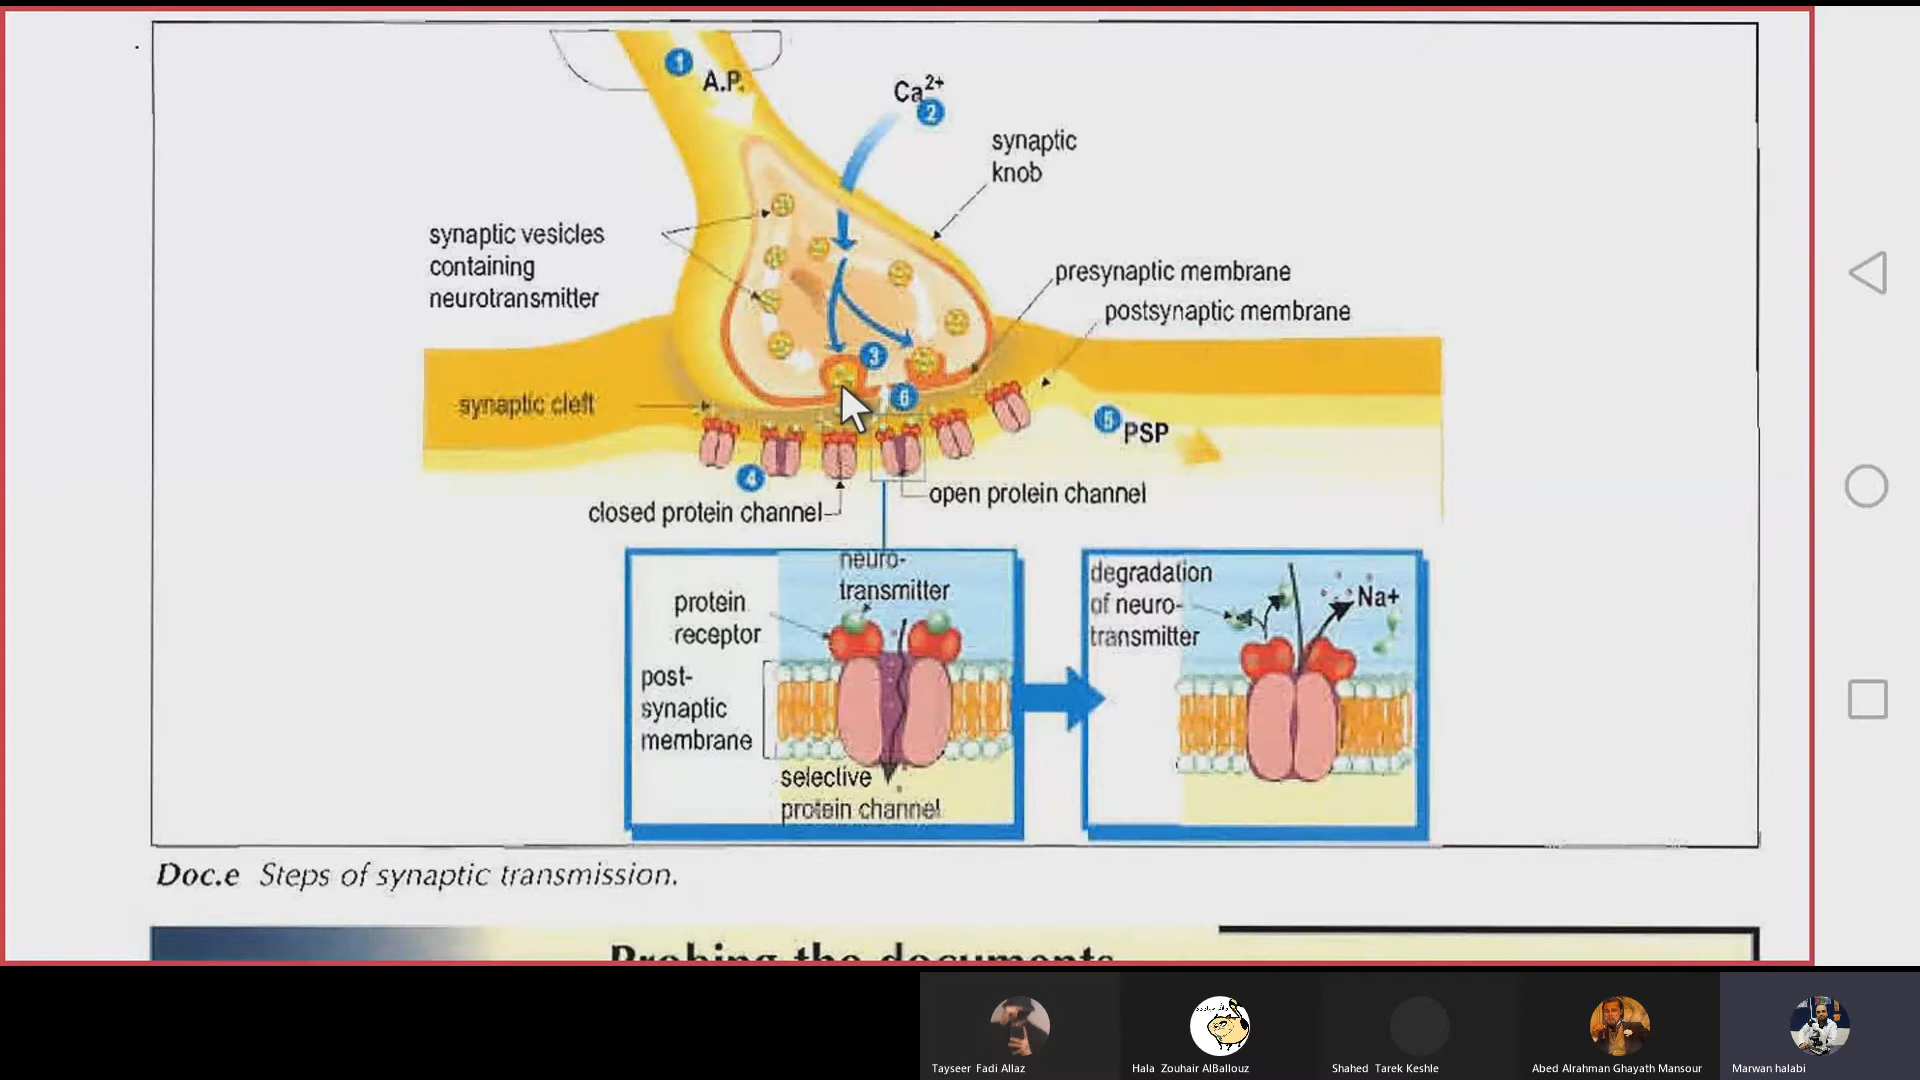 1
A.P.
Ca2+
2
synaptic
knob
synaptic vesicles
containing
neurotransmitter
presynaptic membrane
postsynaptic membrane
3
6
synaptic cleft
5
PSP
4
closed protein channel
open protein channel
neuro-
transmitter
protein
receptor
post-
synaptic
membrane
selective
protein channel
degradation
of neuro-
transmitter
Na+
Doc.e Steps of synaptic transmission.
Probing the documents
Tayseer Fadi Allaz
Hala Zouhair AlBallouz
Shahed Tarek Keshle
Abed Alrahman Ghayath Mansour
Marwan halabi